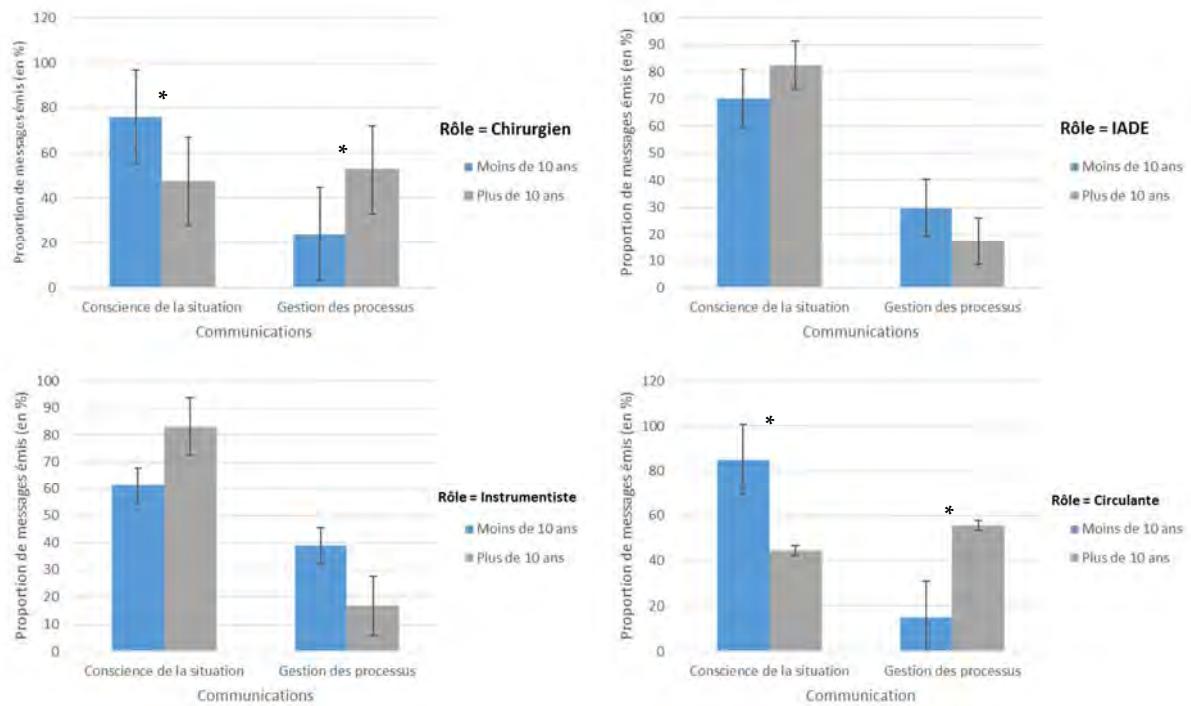 Proportion de messages émis (en %)
120
100
80
60
40
20
0
*
*
Conscience de la situation
Gestion des processus
Communications
Rôle = Chirurgien
Moins de 10 ans
Plus de 10 ans
Proportion de messages émis (en %)
100
90
80
70
60
50
40
30
20
10
0
Conscience de la situation
Gestion des processus
Communications
Rôle = IADE
Moins de 10 ans
Plus de 10 ans
Proportion de messages émis (en %)
100
90
80
70
60
50
40
30
20
10
0
Conscience de la situation
Gestion des processus
Communications
Rôle = Instrumentiste
Moins de 10 ans
Plus de 10 ans
Proportion de messages émis (en %)
120
100
80
60
40
20
0
*
*
Conscience de la situation
Gestion des processus
Communication
Rôle = Circulante
Moins de 10 ans
Plus de 10 ans